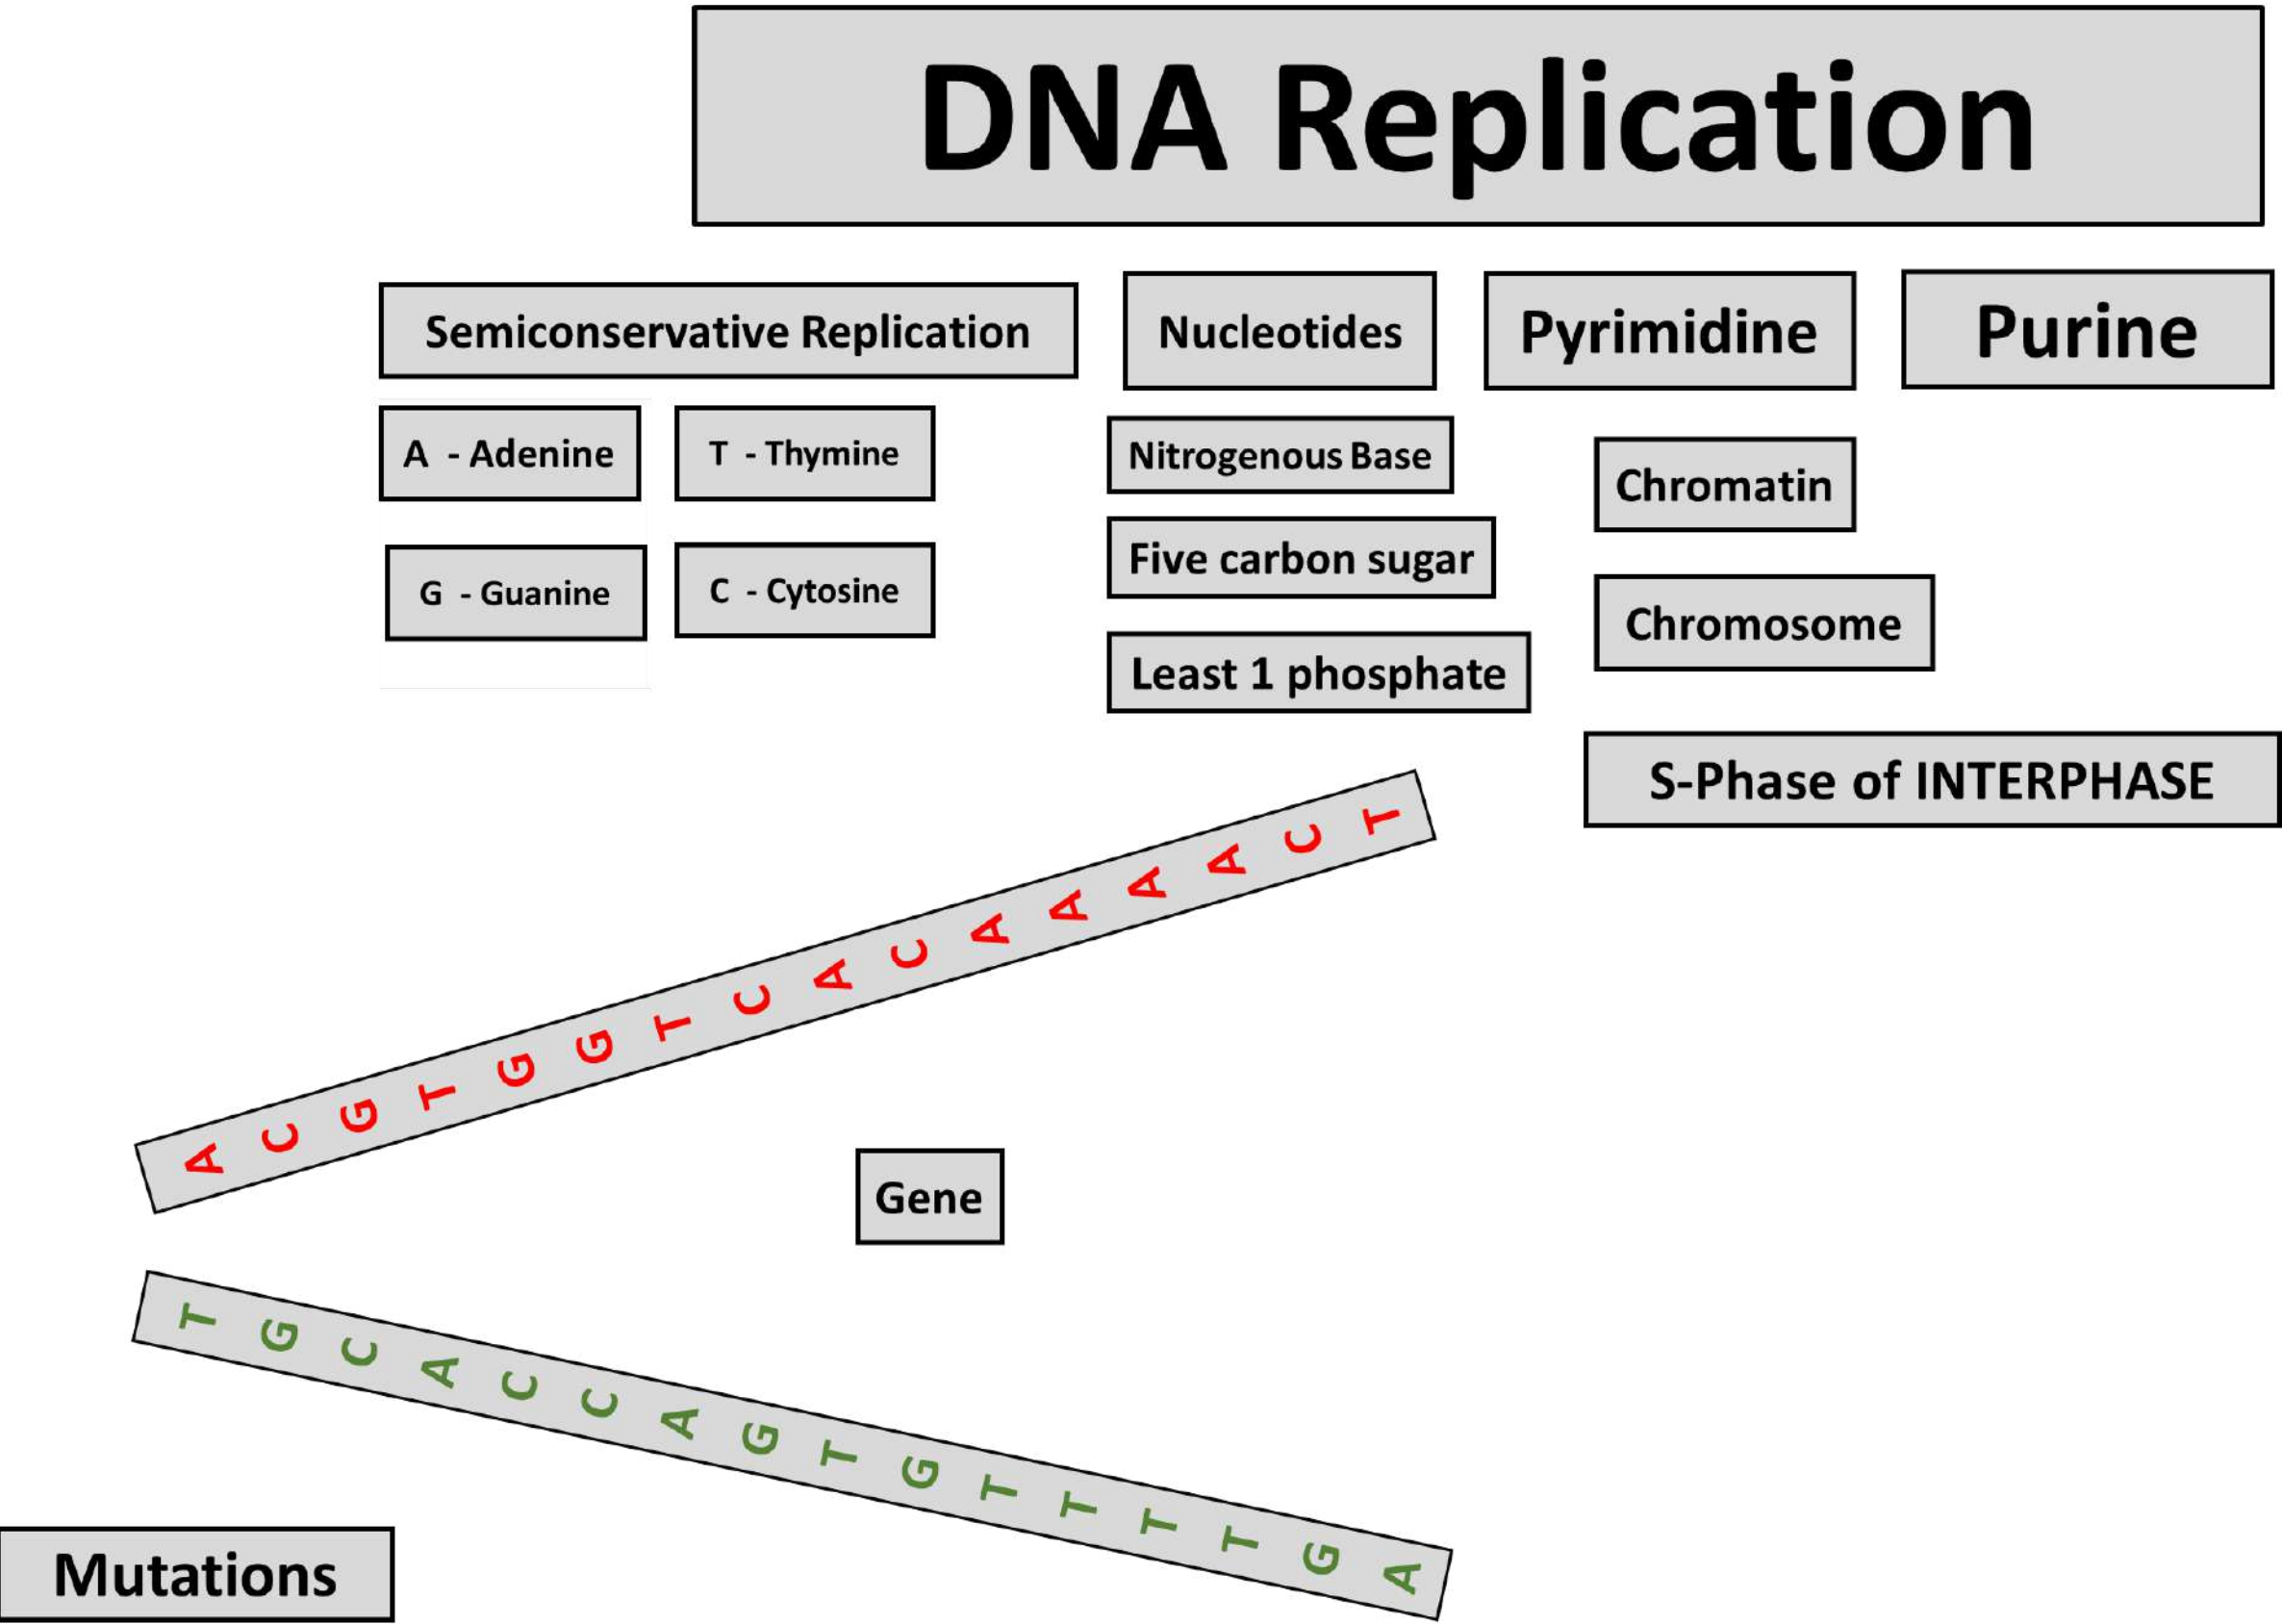 DNA Replication
Semiconservative Replication
Nucleotides
Pyrimidine
Purine
A - Adenine
T - Thymine
Nitrogenous Base
Chromatin
G - Guanine
C - Cytosine
Five carbon sugar
Chromosome
Least 1 phosphate
S-Phase of INTERPHASE
A C G T G G T C A C A A A A C T
Gene
T G C A C C A G T G T T T T G A
Mutations